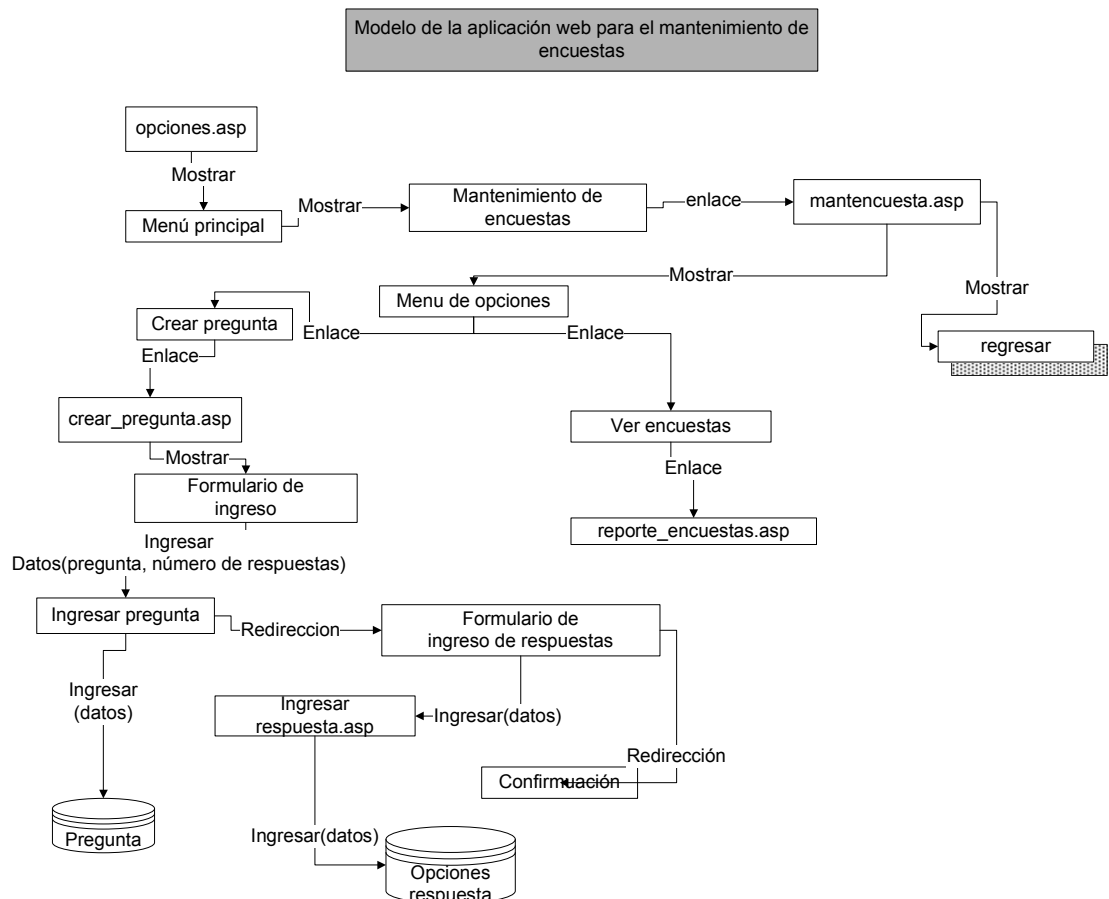 Modelo de la aplicación web para el mantenimiento de
encuestas
opciones.asp
Mostrar
Menú principal
Mostrar
Mantenimiento de
encuestas
enlace
mantencuesta.asp
Mostrar
Mostrar
regresar
Menu de opciones
Enlace
Enlace
Crear pregunta
Enlace
crear_pregunta.asp
Mostrar
Formulario de
ingreso
Ver encuestas
Enlace
reporte_encuestas.asp
Ingresar
Datos(pregunta, número de respuestas)
Ingresar pregunta
Redireccion
Formulario de
ingreso de respuestas
Ingresar
(datos)
Ingresar
respuesta.asp
Ingresar(datos)
Redirección
Confirmuación
Pregunta
Ingresar(datos)
Opciones
respuesta